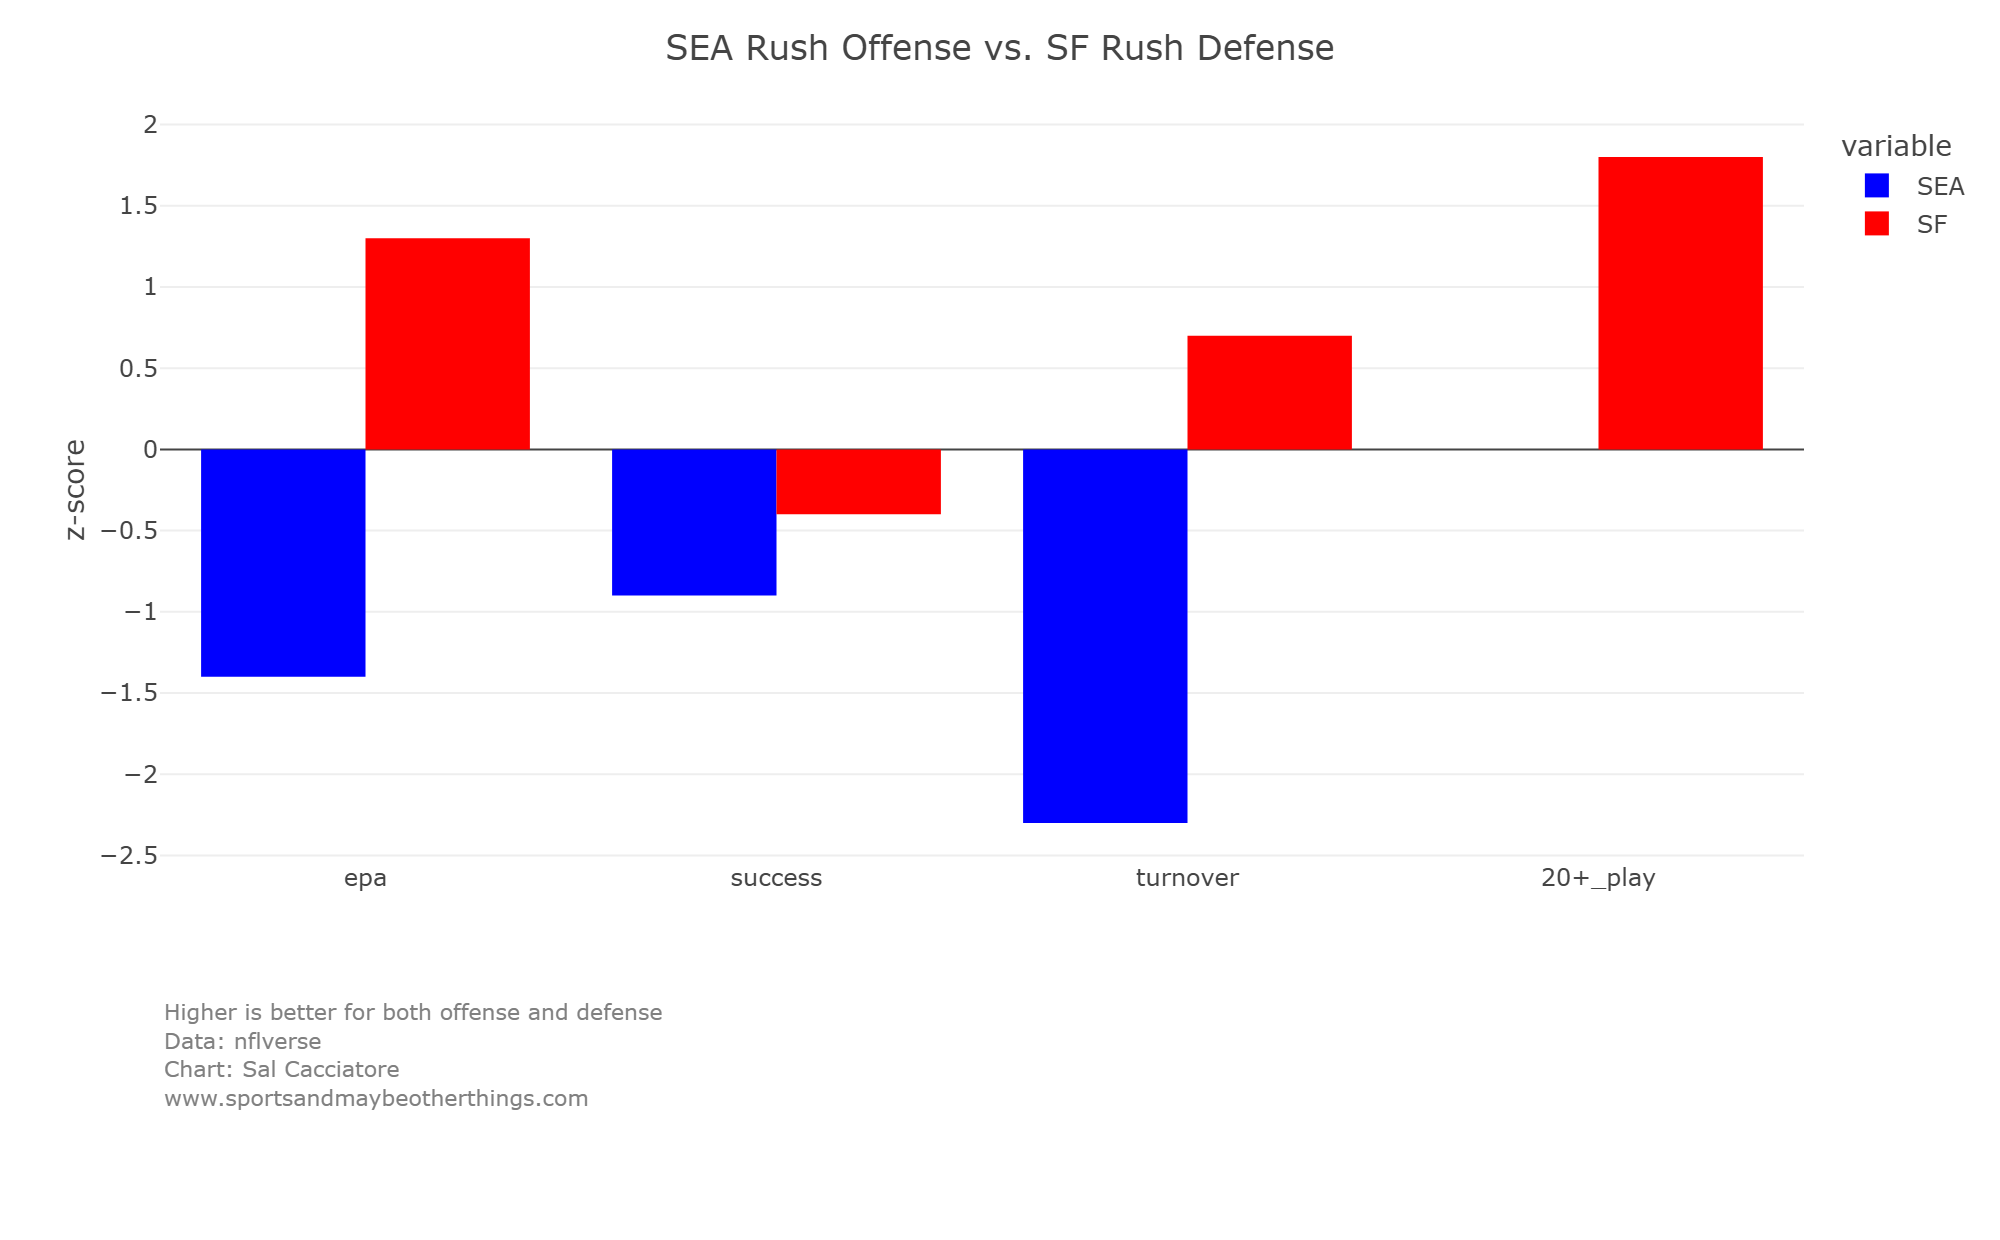 SEA Rush Offense vs. SF Rush Defense
2
1.5
1
0.5
0
−0.5
−1
−1.5
−2
−2.5
z-score
epa
success
turnover
20+_play
variable
SEA
SF
Higher is better for both offense and defense
Data: nflverse
Chart: Sal Cacciatore
www.sportsandmaybeotherthings.com